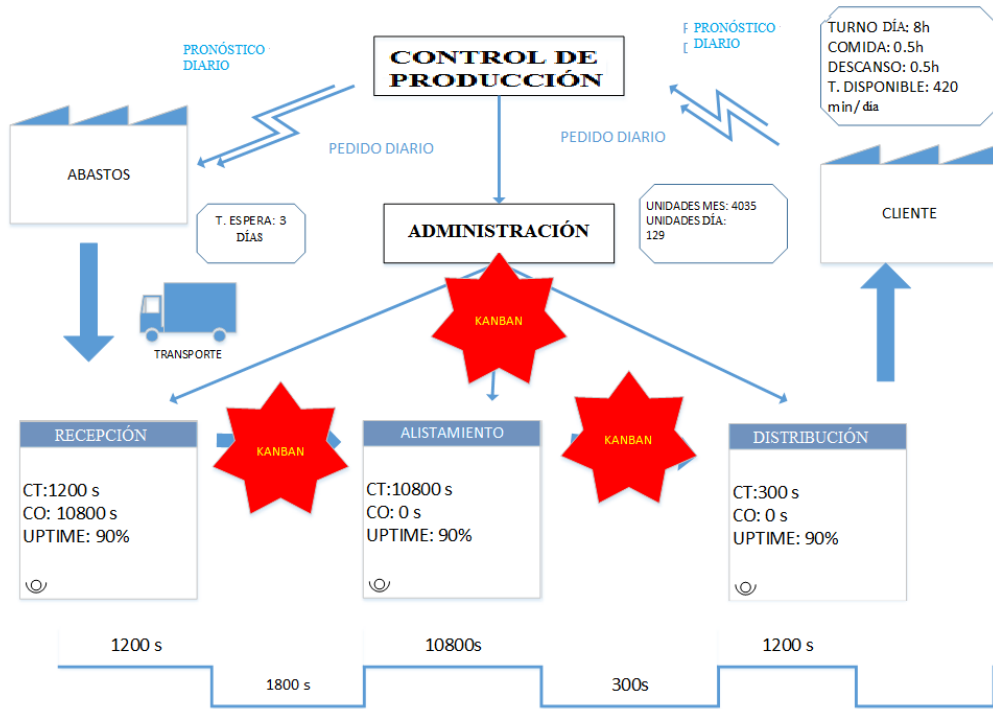 PRONÓSTICO
DIARIO
CONTROL DE
PRODUCCIÓN
PRONÓSTICO
DIARIO
TURNO DÍA: 8h
COMIDA: 0.5h
DESCANSO: 0.5h
T. DISPONIBLE: 420
min/dia
ABASTOS
PEDIDO DIARIO
PEDIDO DIARIO
CLIENTE
T. ESPERA: 3
DÍAS
ADMINISTRACIÓN
UNIDADES MES: 4035
UNIDADES DÍA:
129
TRANSPORTE
KANBAN
RECEPCIÓN
CT:1200 s
CO: 10800 s
UPTIME: 90%
KANBAN
ALISTAMIENTO
CT:10800 s
CO: 0 s
UPTIME: 90%
KANBAN
DISTRIBUCIÓN
CT:300 s
CO: 0 s
UPTIME: 90%
1200 s
10800s
1200 s
1800 s
300s